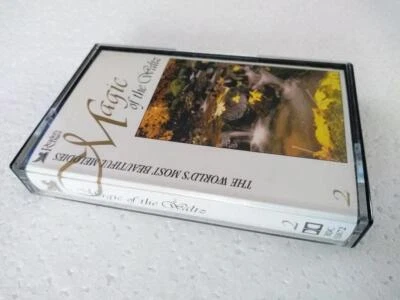 Magic
of the Waltz
THE WORLD'S MOST BEAUTIFUL MELODIES
2
Magic of the Waltz
2